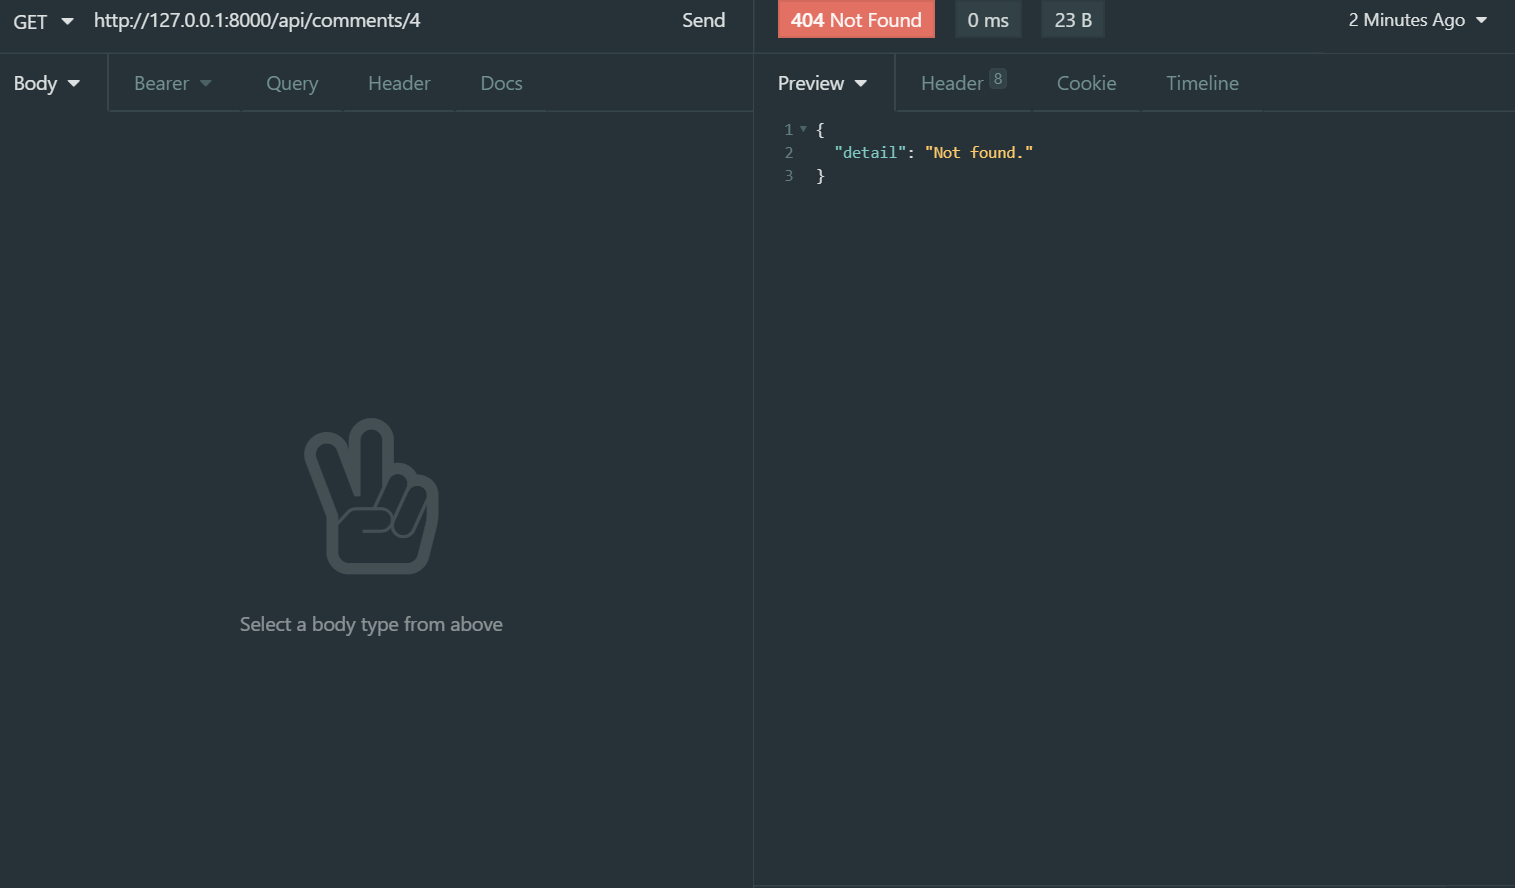 GET http://127.0.0.1:8000/api/comments/4 Send
404 Not Found 0 ms 23 B 2 Minutes Ago
Body Bearer Query Header Docs
Preview Header 8 Cookie Timeline
1 {
2 "detail": "Not found."
3 }
Select a body type from above